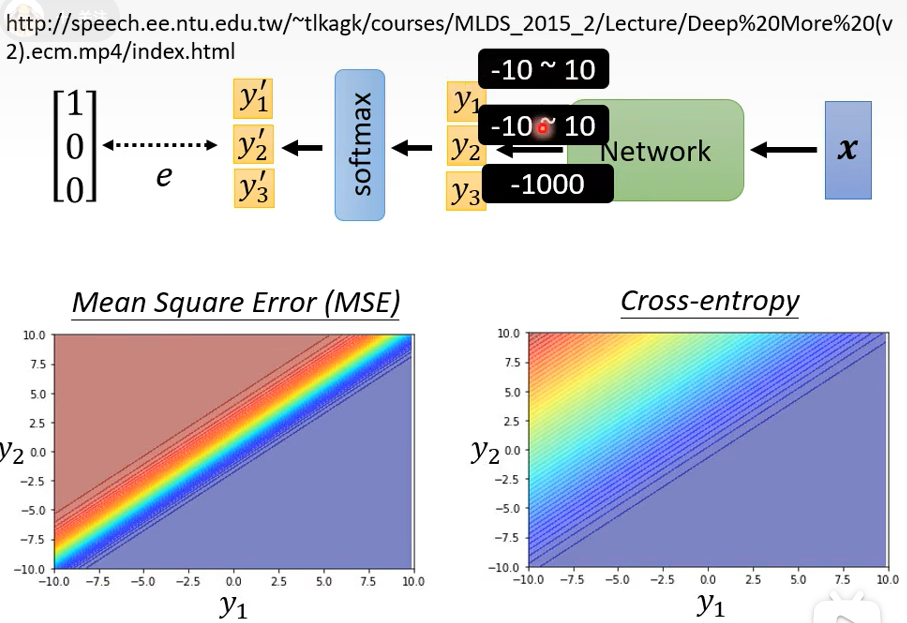 http://speech.ee.ntu.edu.tw/~tlkagk/courses/MLDS_2015_2/Lecture/Deep%20More%20(v
2).ecm.mp4/index.html
1
0
0
e
y′1
y′2
y′3
softmax
y1
y2
y3
-10 ~ 10
-10 ~ 10
-1000
Network
x
Mean Square Error (MSE)
10.0
7.5
5.0
2.5
0.0
−2.5
−5.0
−7.5
−10.0
y2
−10.0 −7.5 −5.0 −2.5 0.0 2.5 5.0 7.5 10.0
y1
Cross-entropy
10.0
7.5
5.0
2.5
0.0
−2.5
−5.0
−7.5
−10.0
y2
−10.0 −7.5 −5.0 −2.5 0.0 2.5 5.0 7.5 10.0
y1